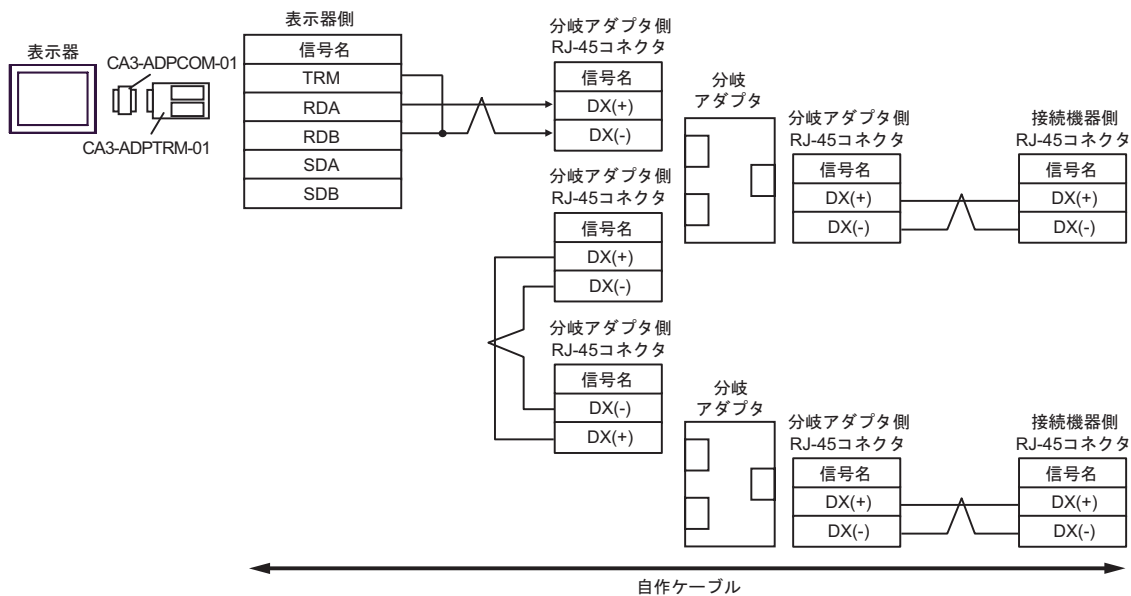 表示器
CA3-ADPCOM-01
CA3-ADPTRM-01
表示器側
信号名
TRM
RDA
RDB
SDA
SDB
分岐アダプタ側
RJ-45コネクタ
信号名
DX(+)
DX(-)
分岐アダプタ側
RJ-45コネクタ
信号名
DX(+)
DX(-)
分岐アダプタ側
RJ-45コネクタ
信号名
DX(-)
DX(+)
分岐
アダプタ
分岐アダプタ側
RJ-45コネクタ
信号名
DX(+)
DX(-)
接続機器側
RJ-45コネクタ
信号名
DX(+)
DX(-)
分岐
アダプタ
分岐アダプタ側
RJ-45コネクタ
信号名
DX(+)
DX(-)
接続機器側
RJ-45コネクタ
信号名
DX(+)
DX(-)
自作ケーブル